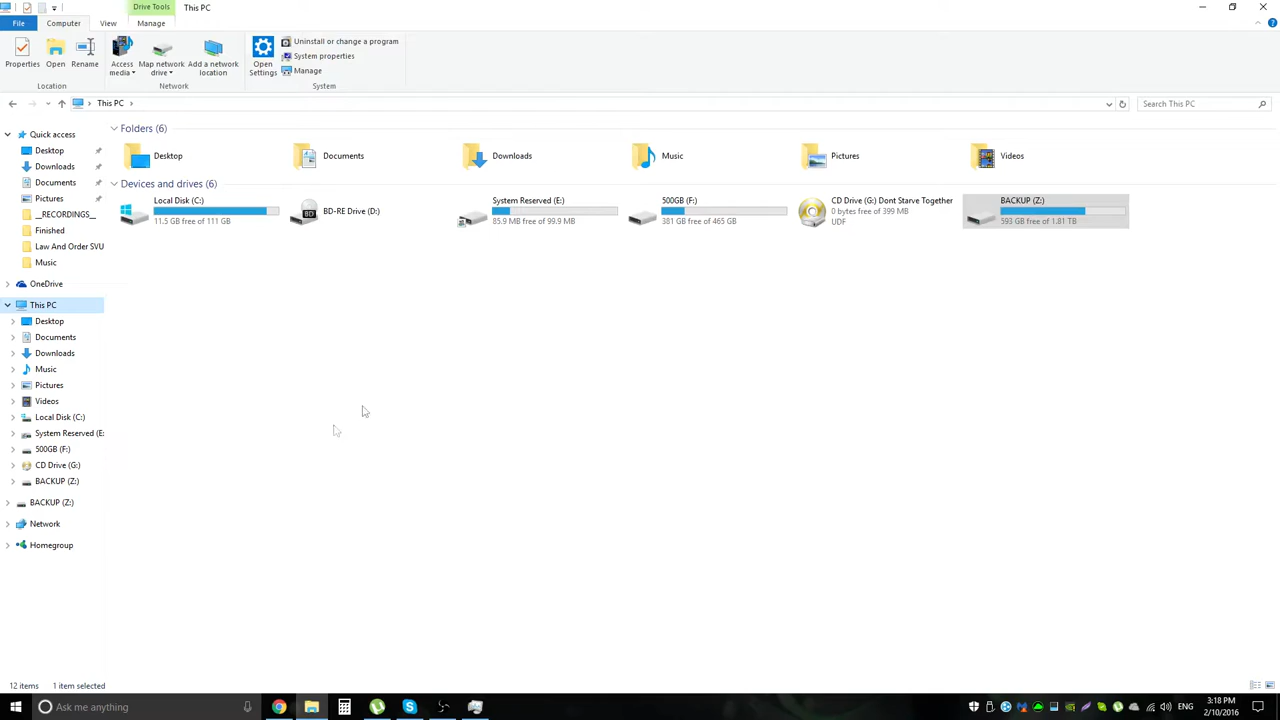 Drive Tools
This PC
File
Computer
View
Manage
Properties
Open
Rename
Access media
Map network drive
Add a network location
Open Settings
Uninstall or change a program
System properties
Manage
Location
Network
System
This PC
Search This PC
Quick access
Desktop
Downloads
Documents
Pictures
__RECORDINGS__
Finished
Law And Order SVU
Music
OneDrive
This PC
Desktop
Documents
Downloads
Music
Pictures
Videos
Local Disk (C:)
System Reserved (E:
500GB (F:)
CD Drive (G:)
BACKUP (Z:)
BACKUP (Z:)
Network
Homegroup
Folders (6)
Desktop
Documents
Downloads
Music
Pictures
Videos
Devices and drives (6)
Local Disk (C:)
11.5 GB free of 111 GB
BD
BD-RE Drive (D:)
System Reserved (E:)
85.9 MB free of 99.9 MB
500GB (F:)
381 GB free of 465 GB
CD Drive (G:) Dont Starve Together
0 bytes free of 399 MB
UDF
BACKUP (Z:)
593 GB free of 1.81 TB
12 items
1 item selected
Ask me anything
ENG
3:18 PM
2/10/2016